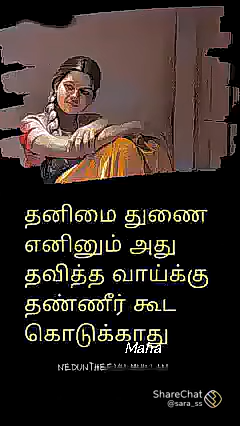 தனிமை துணை
எனினும் அது
தவித்த வாய்க்கு
தண்ணீர் கூட
கொடுக்காது
Maha
ShareChat
@sara_ss